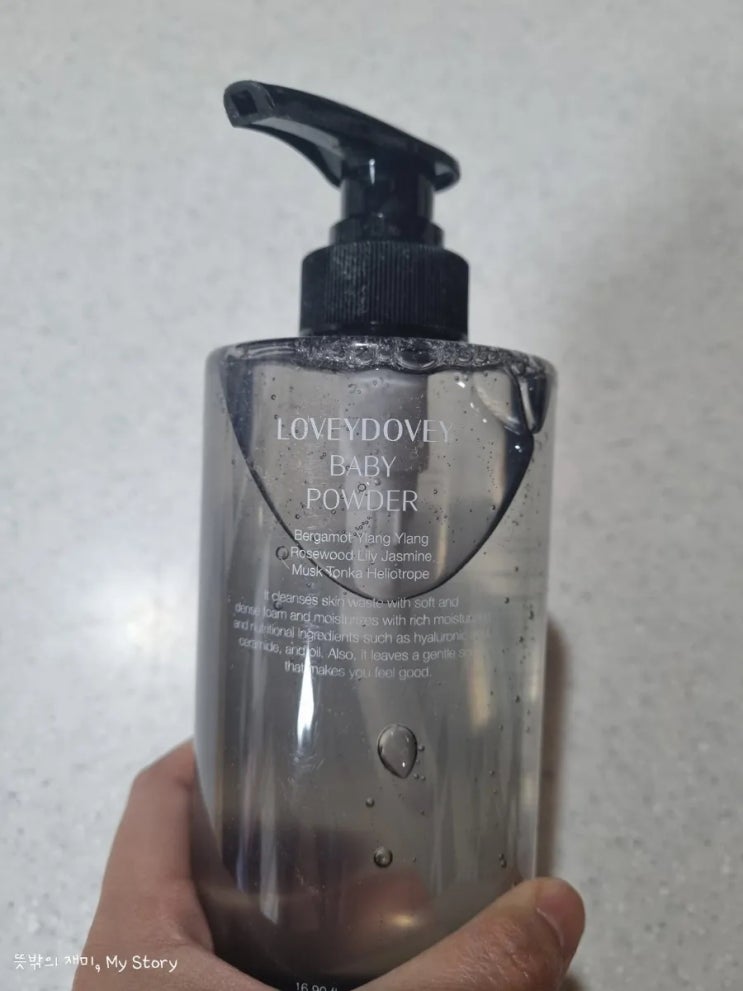 LOVEYDOVEY
BABY
POWDER
Bergamot Ylang Ylang
Rosewood Lily Jasmine
Musk Tonka Heliotrope
It cleanses skin waste with soft and
dense foam and moisturizes with rich
and nutritional ingredients such as hyaluronic
ceramide, and oil. Also, it leaves a gentle
that makes you feel good.
뜻밖의 재미, My Story